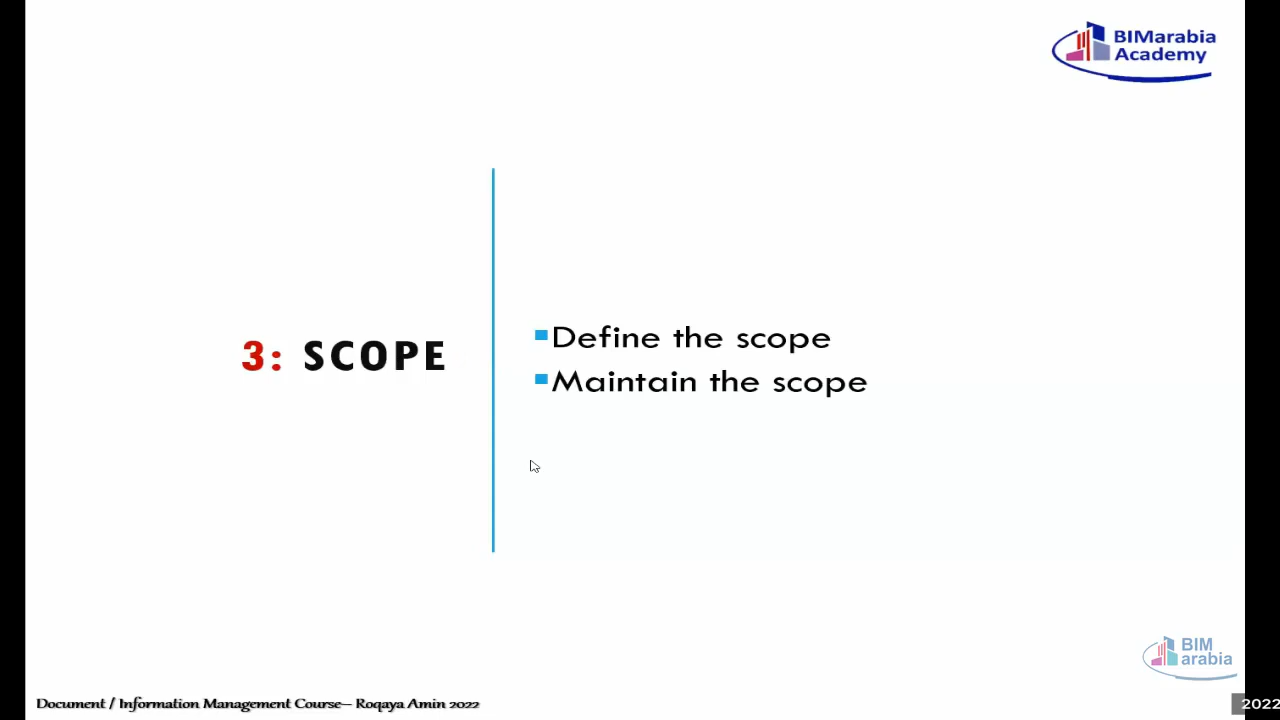 BIMarabia
Academy
3: SCOPE
Define the scope
Maintain the scope
BIM
arabia
Document / Information Management Course– Roqaya Amin 2022
2022